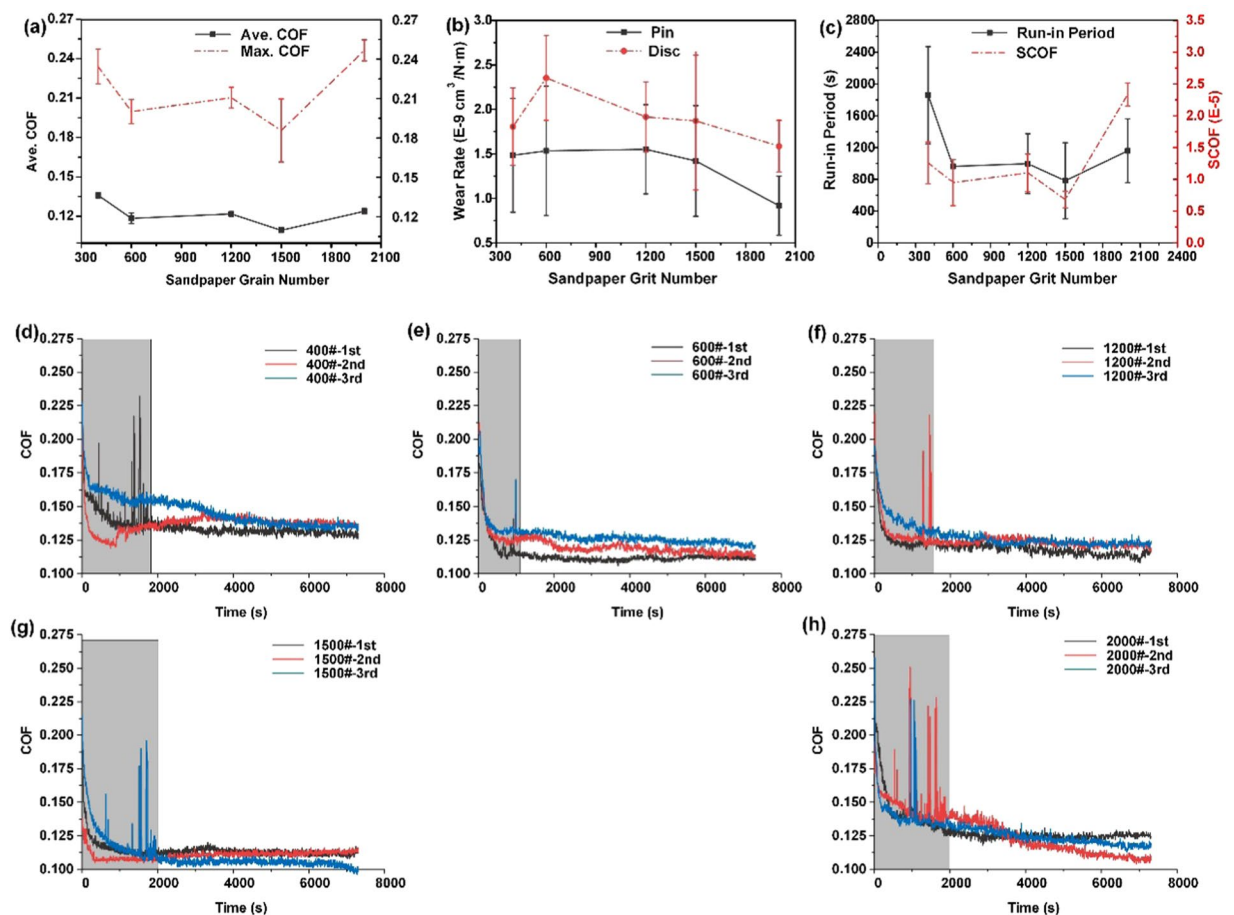 (a)
0.27
0.24
0.21
0.18
0.15
0.12
Ave. COF
Ave. COF
Max. COF
0.27
0.24
0.21
0.18
0.15
0.12
300 600 900 1200 1500 1800 2100
Sandpaper Grain Number
(b)
3.0
2.5
2.0
1.5
1.0
0.5
Wear Rate (E-9 cm³ /N·m)
Pin
Disc
300 600 900 1200 1500 1800 2100
Sandpaper Grit Number
(c)
2800
2400
2000
1600
1200
800
400
0
Run-in Period (s)
Run-in Period
SCOF
3.5
3.0
2.5
2.0
1.5
1.0
0.5
0.0
SCOF (E-5)
300 600 900 1200 1500 1800 2100 2400
Sandpaper Grit Number
(d)
0.275
0.250
0.225
0.200
0.175
0.150
0.125
0.100
COF
400#-1st
400#-2nd
400#-3rd
0 2000 4000 6000 8000
Time (s)
(e)
0.275
0.250
0.225
0.200
0.175
0.150
0.125
0.100
COF
600#-1st
600#-2nd
600#-3rd
0 2000 4000 6000 8000
Time (s)
(f)
0.275
0.250
0.225
0.200
0.175
0.150
0.125
0.100
COF
1200#-1st
1200#-2nd
1200#-3rd
0 2000 4000 6000 8000
Time (s)
(g)
0.275
0.250
0.225
0.200
0.175
0.150
0.125
0.100
COF
1500#-1st
1500#-2nd
1500#-3rd
0 2000 4000 6000 8000
Time (s)
(h)
0.275
0.250
0.225
0.200
0.175
0.150
0.125
0.100
COF
2000#-1st
2000#-2nd
2000#-3rd
0 2000 4000 6000 8000
Time (s)